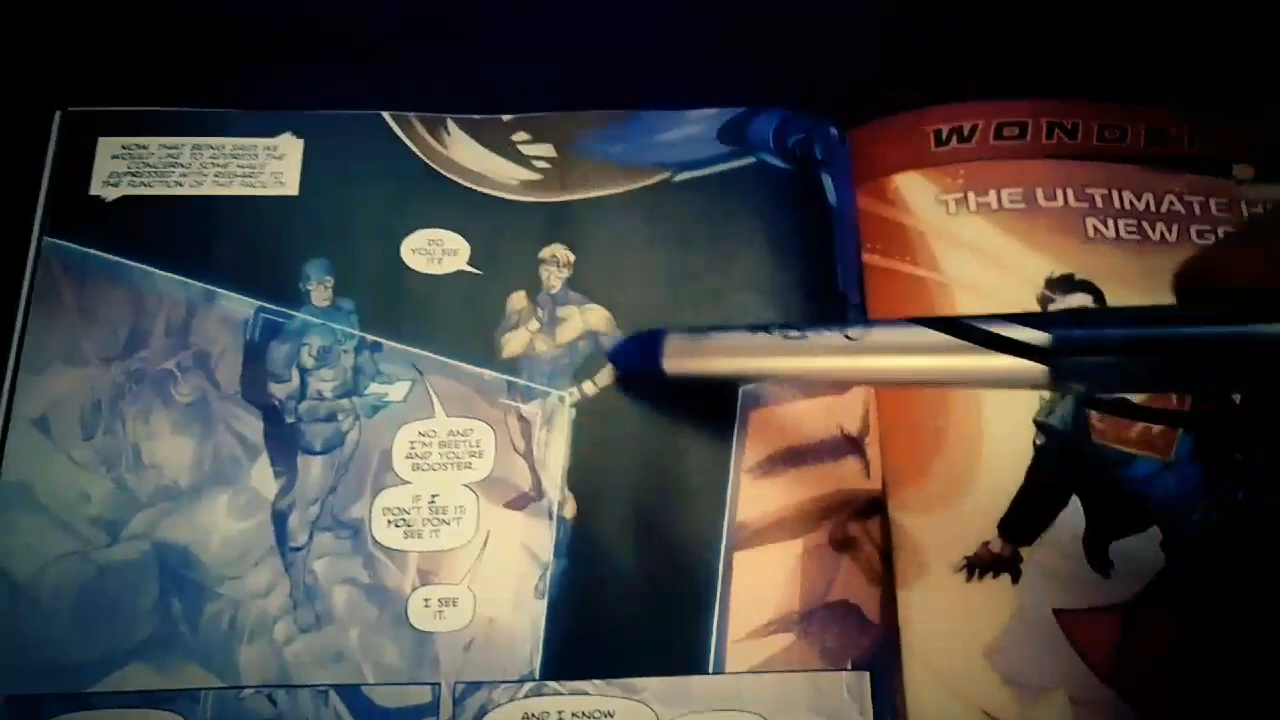 NOW, THAT BEING SAID, WE
WOULD LIKE TO ADDRESS THE
CONCERNS SOME HAVE
EXPRESSED WITH REGARD TO
THE FUNCTION OF THIS FACILITY.
DO
YOU SEE
IT?
NO. AND
I'M BEETLE
AND YOU'RE
BOOSTER.
IF I
DON'T SEE IT,
YOU DON'T
SEE IT.
I SEE
IT.
AND I KNOW
THE ULTIMATE
NEW